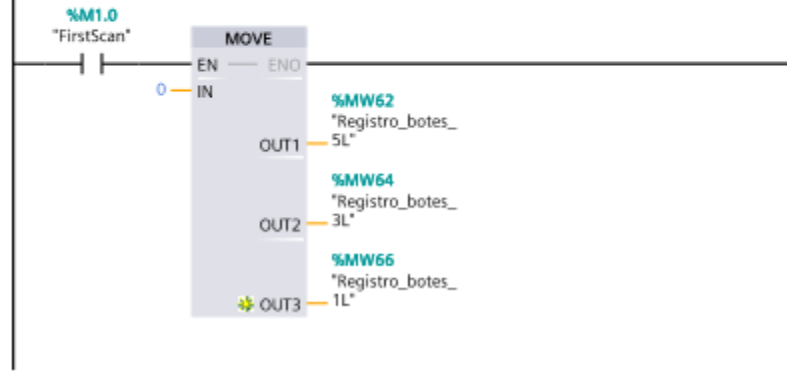 %M1.0
"FirstScan"
MOVE
EN ENO
0 IN
%MW62
"Registro_botes_
OUT1 5L"
%MW64
"Registro_botes_
OUT2 3L"
%MW66
"Registro_botes_
OUT3 1L"